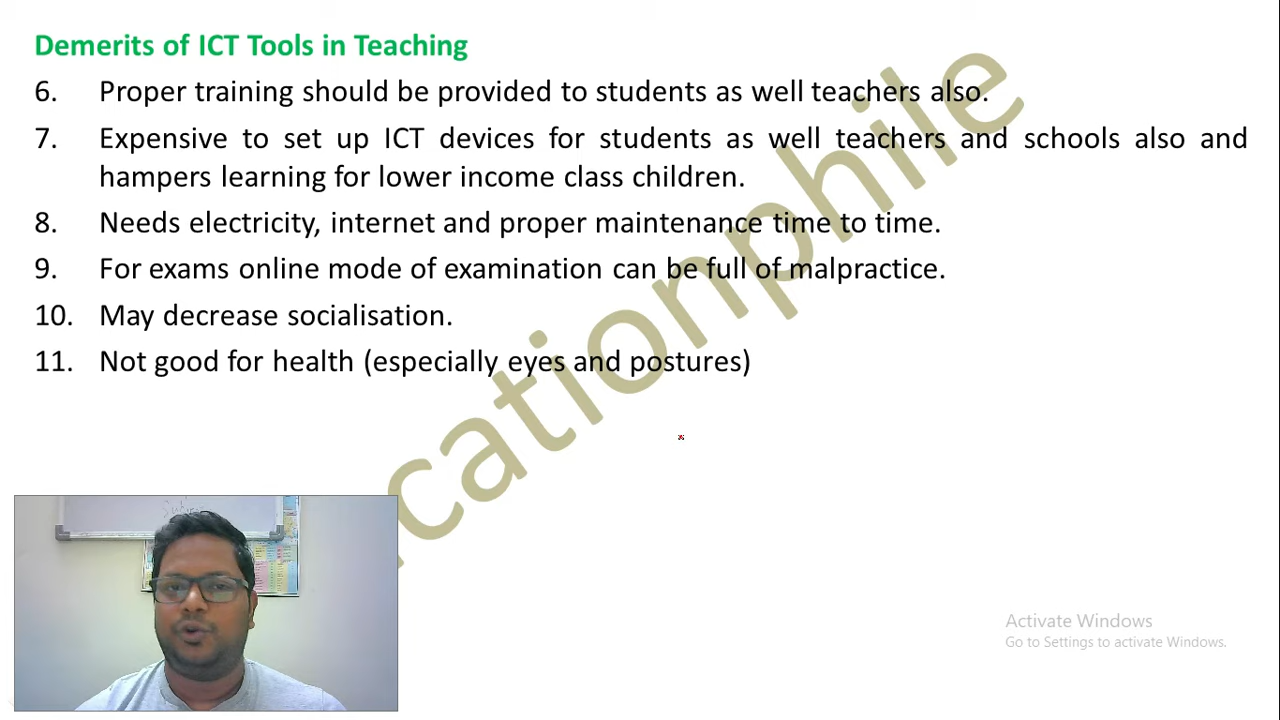 Demerits of ICT Tools in Teaching
6. Proper training should be provided to students as well teachers also.
7. Expensive to set up ICT devices for students as well teachers and schools also and
hampers learning for lower income class children.
8. Needs electricity, internet and proper maintenance time to time.
9. For exams online mode of examination can be full of malpractice.
10. May decrease socialisation.
11. Not good for health (especially eyes and postures)
cationphile
Activate Windows
Go to Settings to activate Windows.